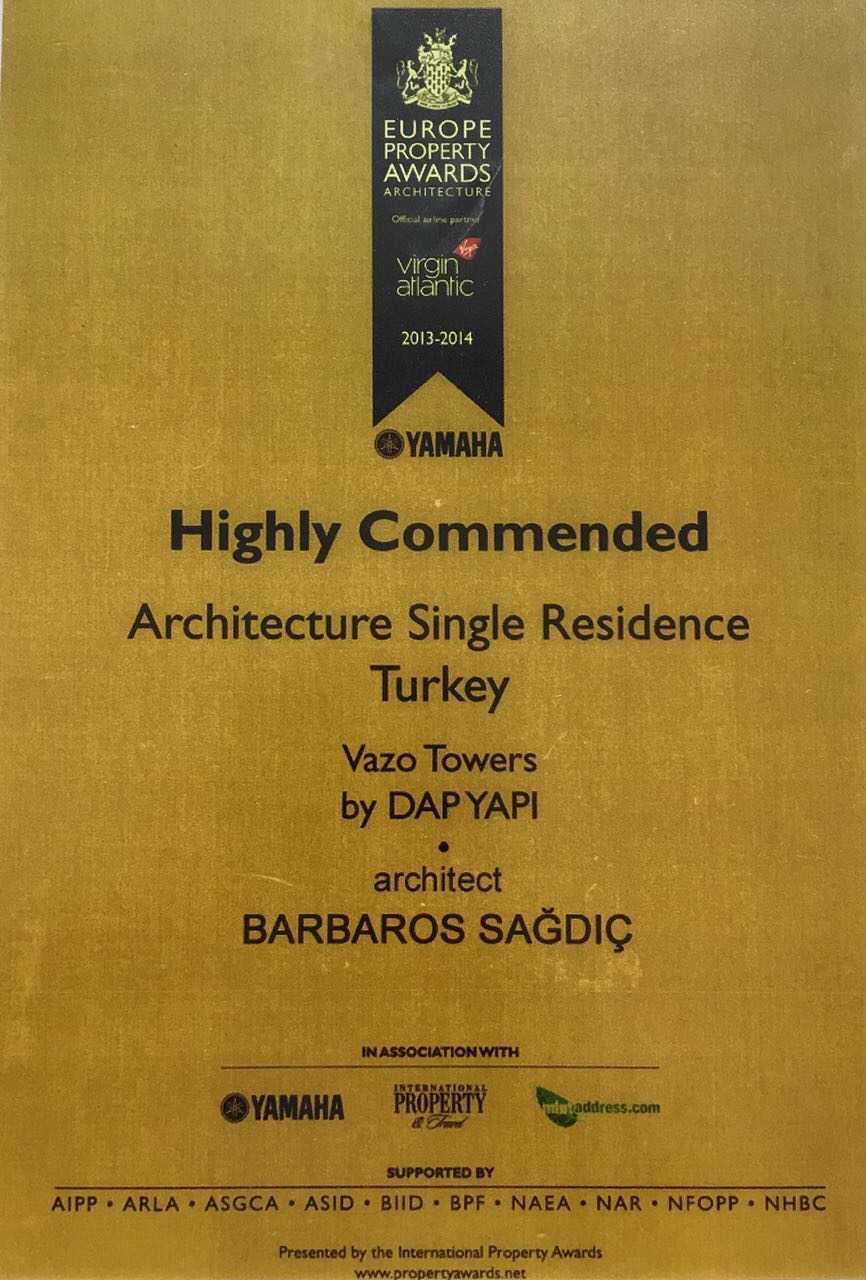 EUROPE
PROPERTY
AWARDS
ARCHITECTURE
Official airline partner
Virgin
virgin
atlantic
2013-2014
YAMAHA
Highly Commended
Architecture Single Residence
Turkey
Vazo Towers
by DAP YAPI
•
architect
BARBAROS SAĞDIÇ
IN ASSOCIATION WITH
YAMAHA
INTERNATIONAL
PROPERTY
& Travel
address.com
SUPPORTED BY
AIPP • ARLA • ASGCA • ASID • BIID • BPF • NAEA • NAR • NFOPP • NHBC
Presented by the International Property Awards
www.propertyawards.net